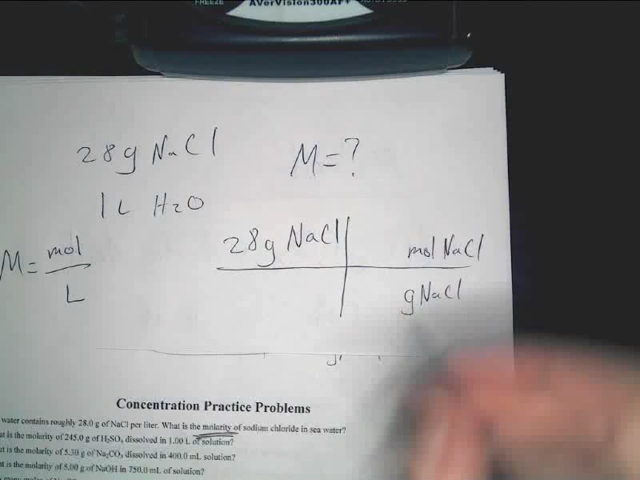 FREEZE
AVerVision300AF+
28g NaCl
M=?
1L H2O
M= mol
L
28g NaCl
mol NaCl
g NaCl
Concentration Practice Problems
water contains roughly 28.0 g of NaCl per liter. What is the molarity of sodium chloride in sea water?
at is the molarity of 245.0 g of H2SO4 dissolved in 1.00 L of solution?
at is the molarity of 5.30 g of Na2CO3 dissolved in 400.0 mL solution?
at is the molarity of 5.00 g of NaOH in 750.0 mL of solution?